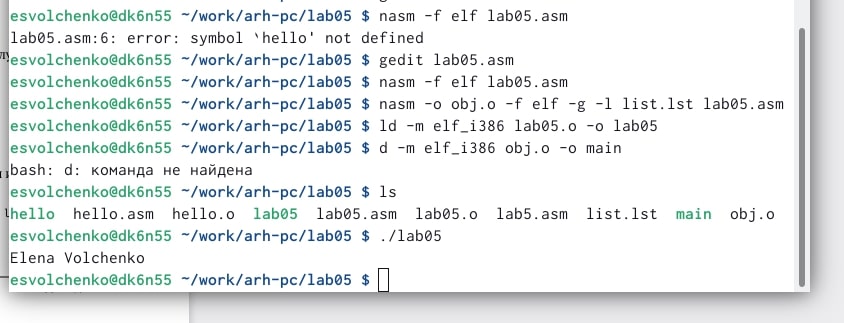 esvolchenko@dk6n55 ~/work/arh-pc/lab05 $ nasm -f elf lab05.asm
lab05.asm:6: error: symbol `hello' not defined
esvolchenko@dk6n55 ~/work/arh-pc/lab05 $ gedit lab05.asm
esvolchenko@dk6n55 ~/work/arh-pc/lab05 $ nasm -f elf lab05.asm
esvolchenko@dk6n55 ~/work/arh-pc/lab05 $ nasm -o obj.o -f elf -g -l list.lst lab05.asm
esvolchenko@dk6n55 ~/work/arh-pc/lab05 $ ld -m elf_i386 lab05.o -o lab05
esvolchenko@dk6n55 ~/work/arh-pc/lab05 $ d -m elf_i386 obj.o -o main
bash: d: команда не найдена
esvolchenko@dk6n55 ~/work/arh-pc/lab05 $ ls
hello  hello.asm  hello.o  lab05  lab05.asm  lab05.o  lab5.asm  list.lst  main  obj.o
esvolchenko@dk6n55 ~/work/arh-pc/lab05 $ ./lab05
Elena Volchenko
esvolchenko@dk6n55 ~/work/arh-pc/lab05 $